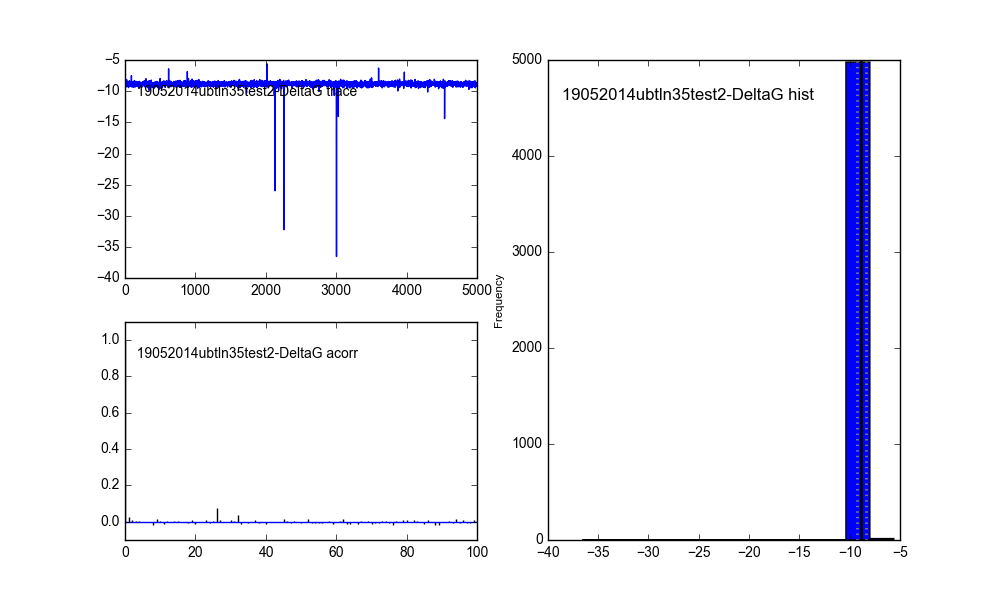 −5
−10
−15
−20
−25
−30
−35
−40
0 1000 2000 3000 4000 5000
19052014ubtln35test2-DeltaG trace
1.0
0.8
0.6
0.4
0.2
0.0
0 20 40 60 80 100
19052014ubtln35test2-DeltaG acorr
5000
4000
3000
2000
1000
0
Frequency
−40 −35 −30 −25 −20 −15 −10 −5
19052014ubtln35test2-DeltaG hist